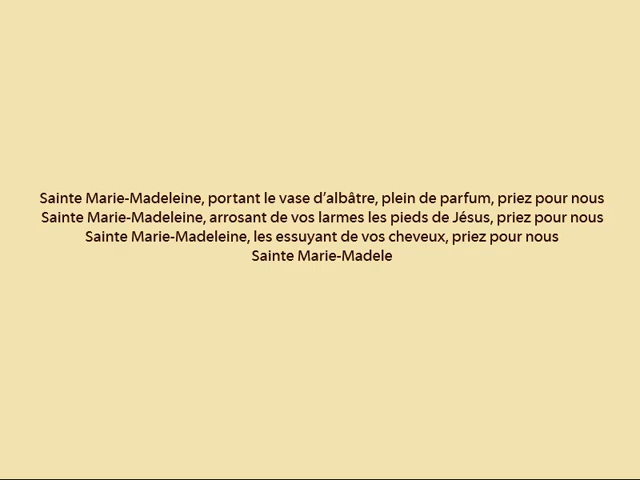 Sainte Marie-Madeleine, portant le vase d’albâtre, plein de parfum, priez pour nous
Sainte Marie-Madeleine, arrosant de vos larmes les pieds de Jésus, priez pour nous
Sainte Marie-Madeleine, les essuyant de vos cheveux, priez pour nous
Sainte Marie-Madele